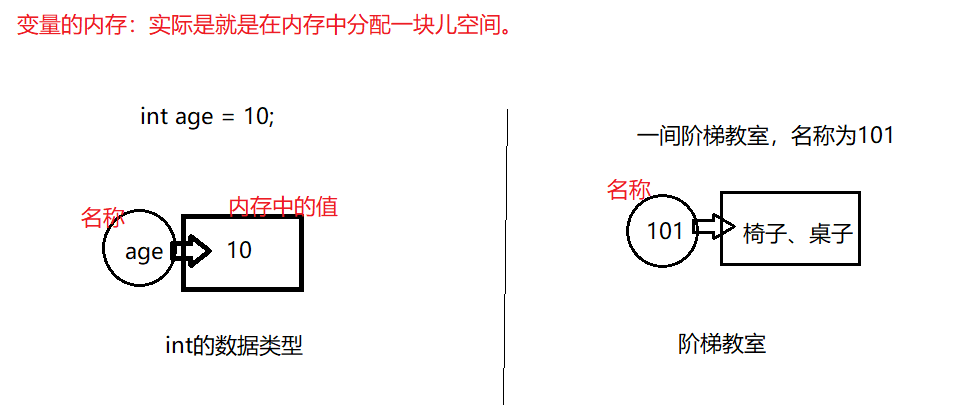 变量的内存：实际是就是在内存中分配一块儿空间。
int age = 10;
名称
内存中的值
age
10
int的数据类型
一间阶梯教室，名称为101
名称
101
椅子、桌子
阶梯教室